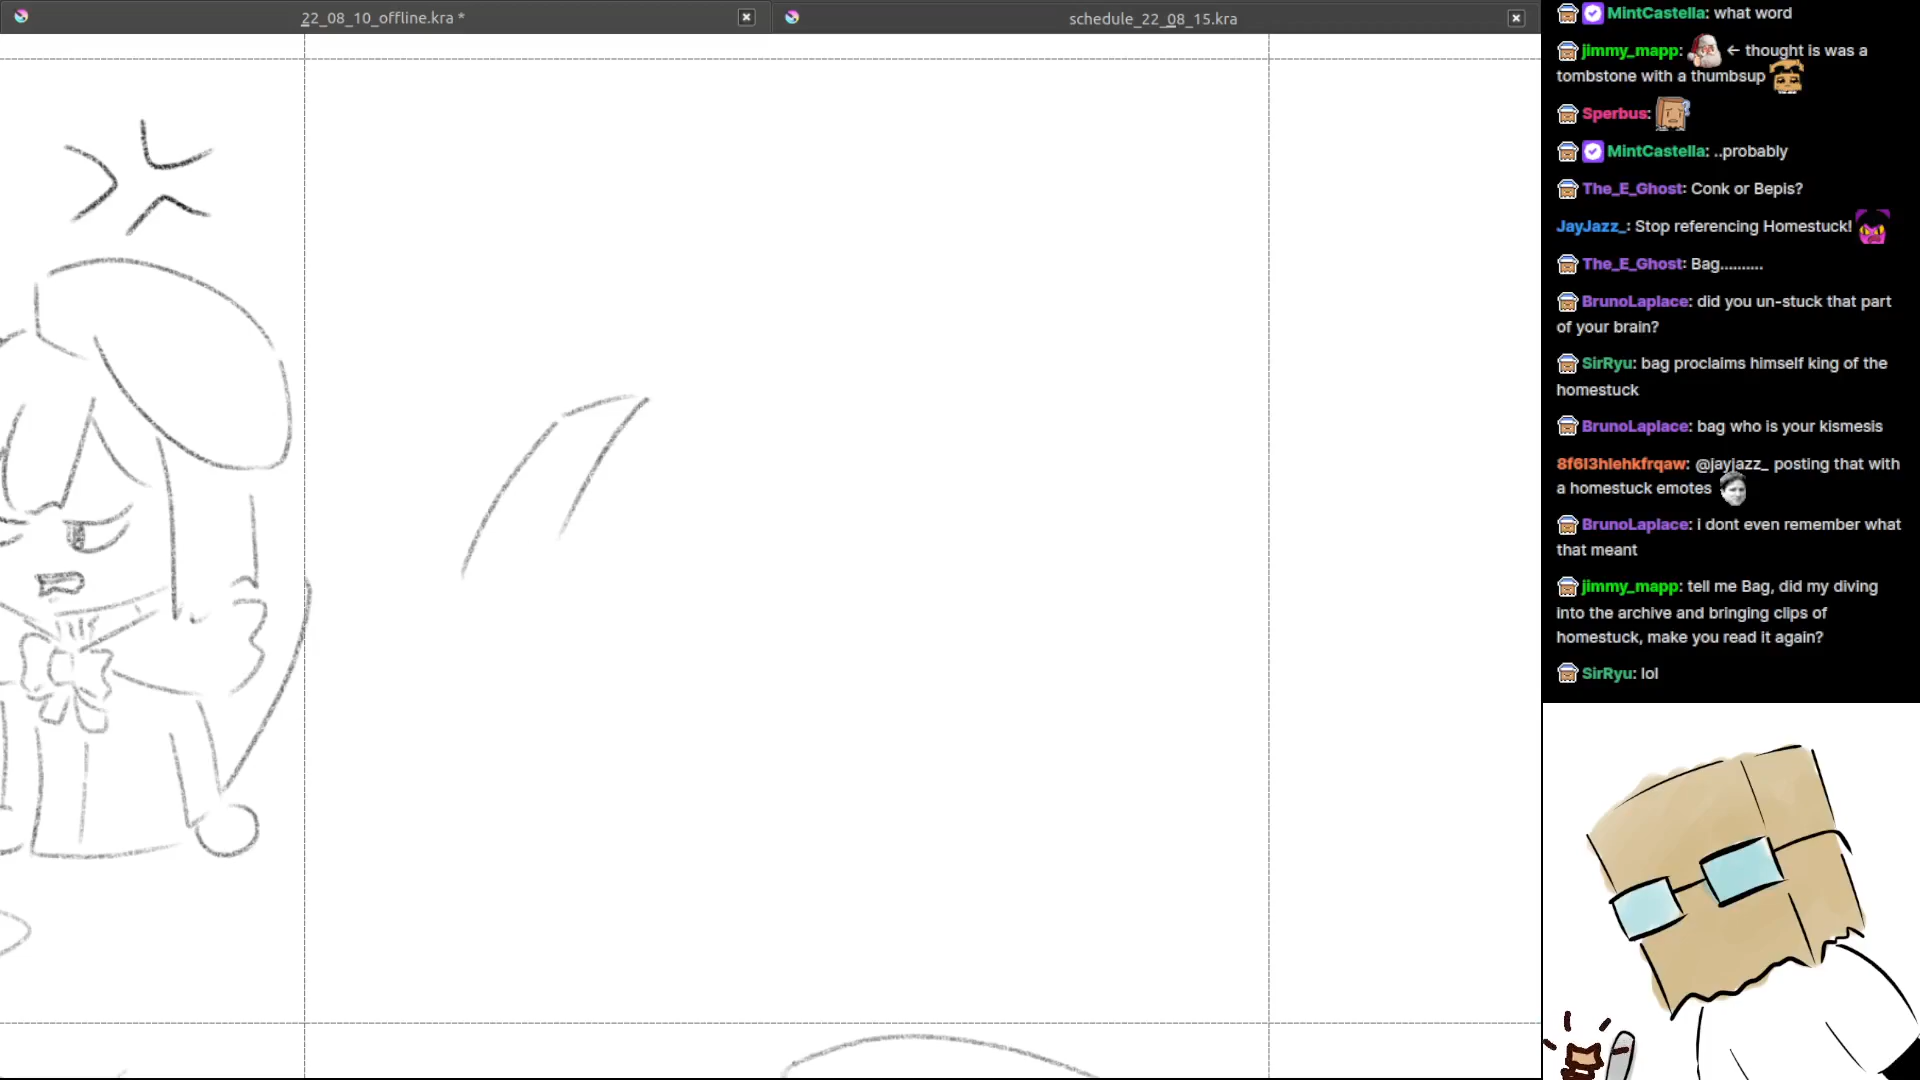 22_08_10_offline.kra *
schedule_22_08_15.kra
MintCastella: what word
jimmy_mapp: ← thought is was a
tombstone with a thumbsup
Sperbus:
MintCastella: ..probably
The_E_Ghost: Conk or Bepis?
JayJazz_: Stop referencing Homestuck!
The_E_Ghost: Bag..........
BrunoLaplace: did you un-stuck that part
of your brain?
SirRyu: bag proclaims himself king of the
homestuck
BrunoLaplace: bag who is your kismesis
8f6l3hlehkfrqaw: @jayjazz_ posting that with
a homestuck emotes
BrunoLaplace: i dont even remember what
that meant
jimmy_mapp: tell me Bag, did my diving
into the archive and bringing clips of
homestuck, make you read it again?
SirRyu: lol